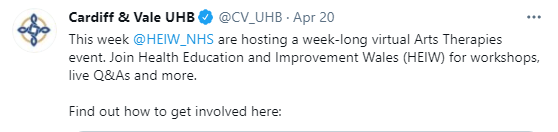 Cardiff & Vale UHB @CV_UHB · Apr 20
This week @HEIW_NHS are hosting a week-long virtual Arts Therapies
event. Join Health Education and Improvement Wales (HEIW) for workshops,
live Q&As and more.
Find out how to get involved here: